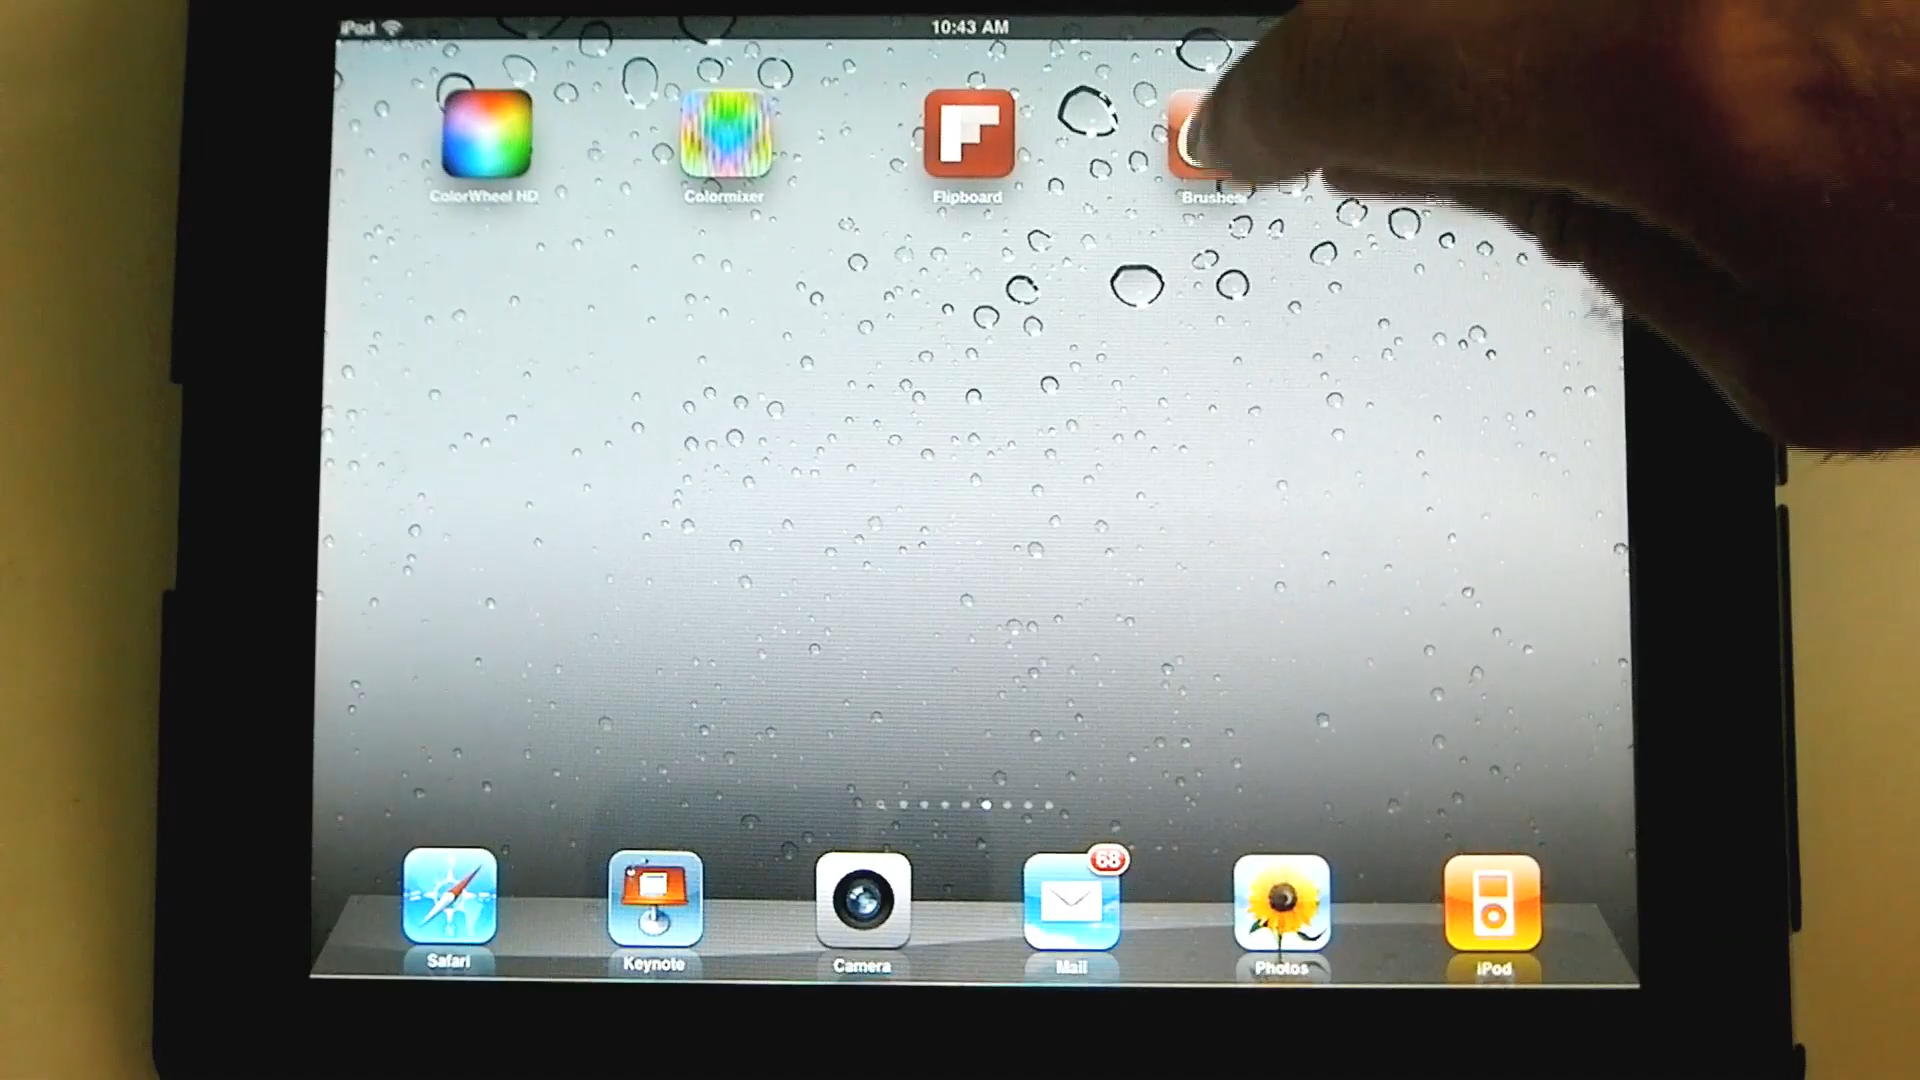 iPad
10:43 AM
ColorWheel HD
Colormixer
Flipboard
Brushes
68
Safari
Keynote
Camera
Mail
Photos
iPod